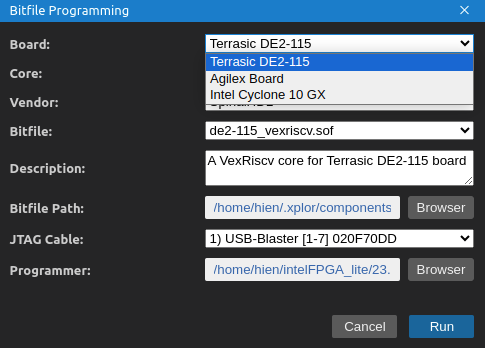 Bitfile Programming
Board: Terrasic DE2-115
Terrasic DE2-115
Core: Agilex Board
Intel Cyclone 10 GX
Vendor:
Bitfile: de2-115_vexriscv.sof
Description: A VexRiscv core for Terrasic DE2-115 board
Bitfile Path: /home/hien/.xplor/components Browser
JTAG Cable: 1) USB-Blaster [1-7] 020F70DD
Programmer: /home/hien/intelFPGA_lite/23. Browser
Cancel Run